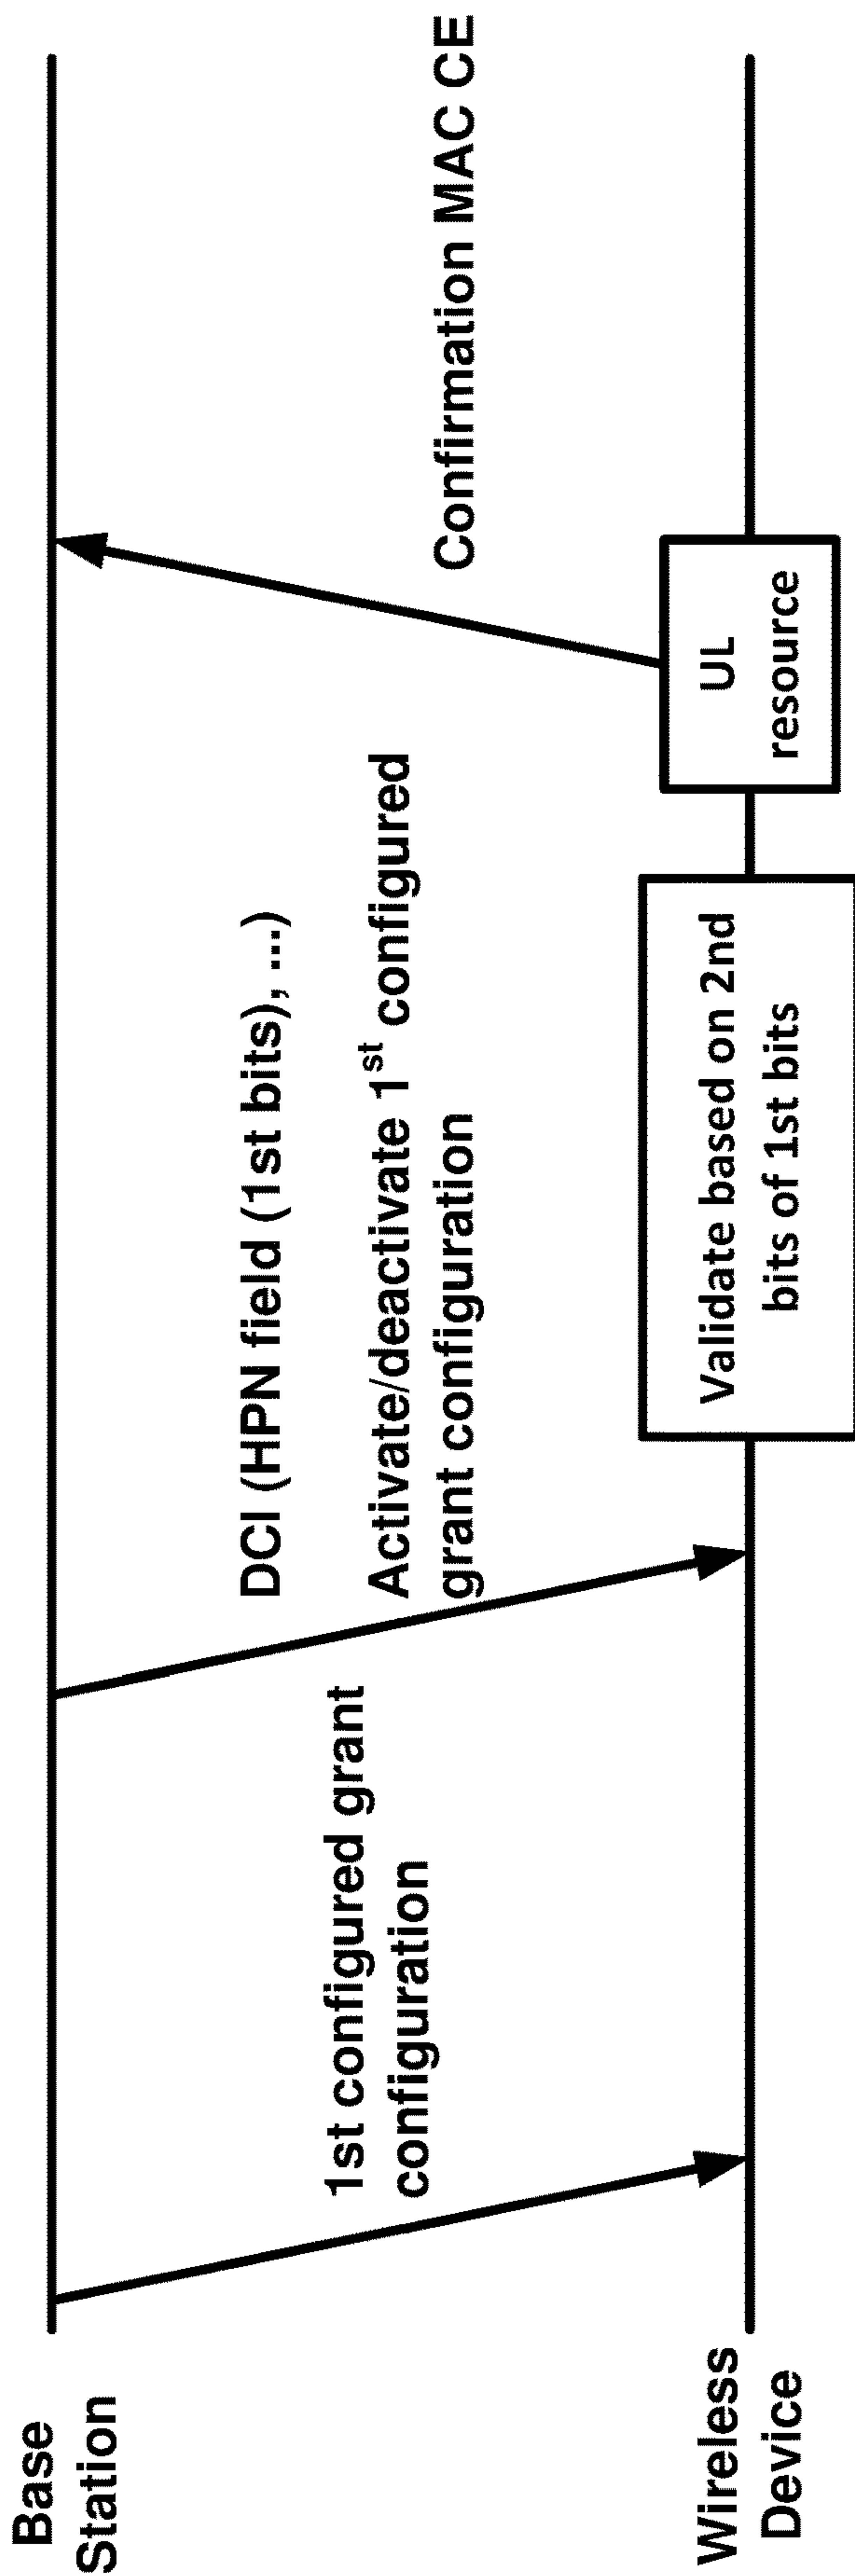 Base
Station
1st configured grant
configuration
DCI (HPN field (1st bits), ...)
Activate/deactivate 1st configured
grant configuration
Confirmation MAC CE
Wireless
Device
Validate based on 2nd
bits of 1st bits
UL
resource